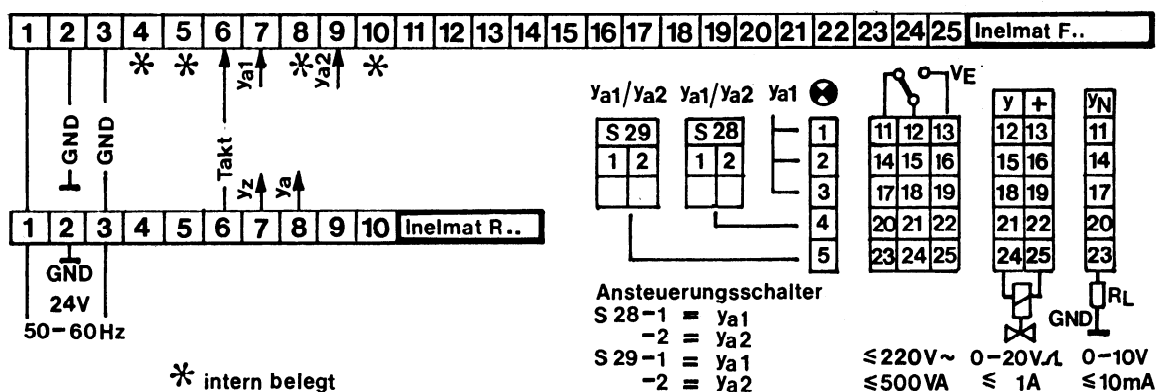 1 2 3 4 5 6 7 8 9 10 11 12 13 14 15 16 17 18 19 20 21 22 23 24 25 Inelmat F..
ya1 ya2
GND GND Takt yz ya
1 2 3 4 5 6 7 8 9 10 Inelmat R..
GND
24V
50-60Hz
* intern belegt
ya1/ya2 ya1/ya2 ya1
S 29 S 28
1 2 1 2
1
2
3
4
5
VE
11 12 13
14 15 16
17 18 19
20 21 22
23 24 25
y +
12 13
15 16
18 19
21 22
24 25
yN
11
14
17
20
23
RL
GND
Ansteuerungsschalter
S 28-1 = ya1
-2 = ya2
S 29-1 = ya1
-2 = ya2
≤220V~ 0-20V 0-10V
≤500VA ≤ 1A ≤10mA